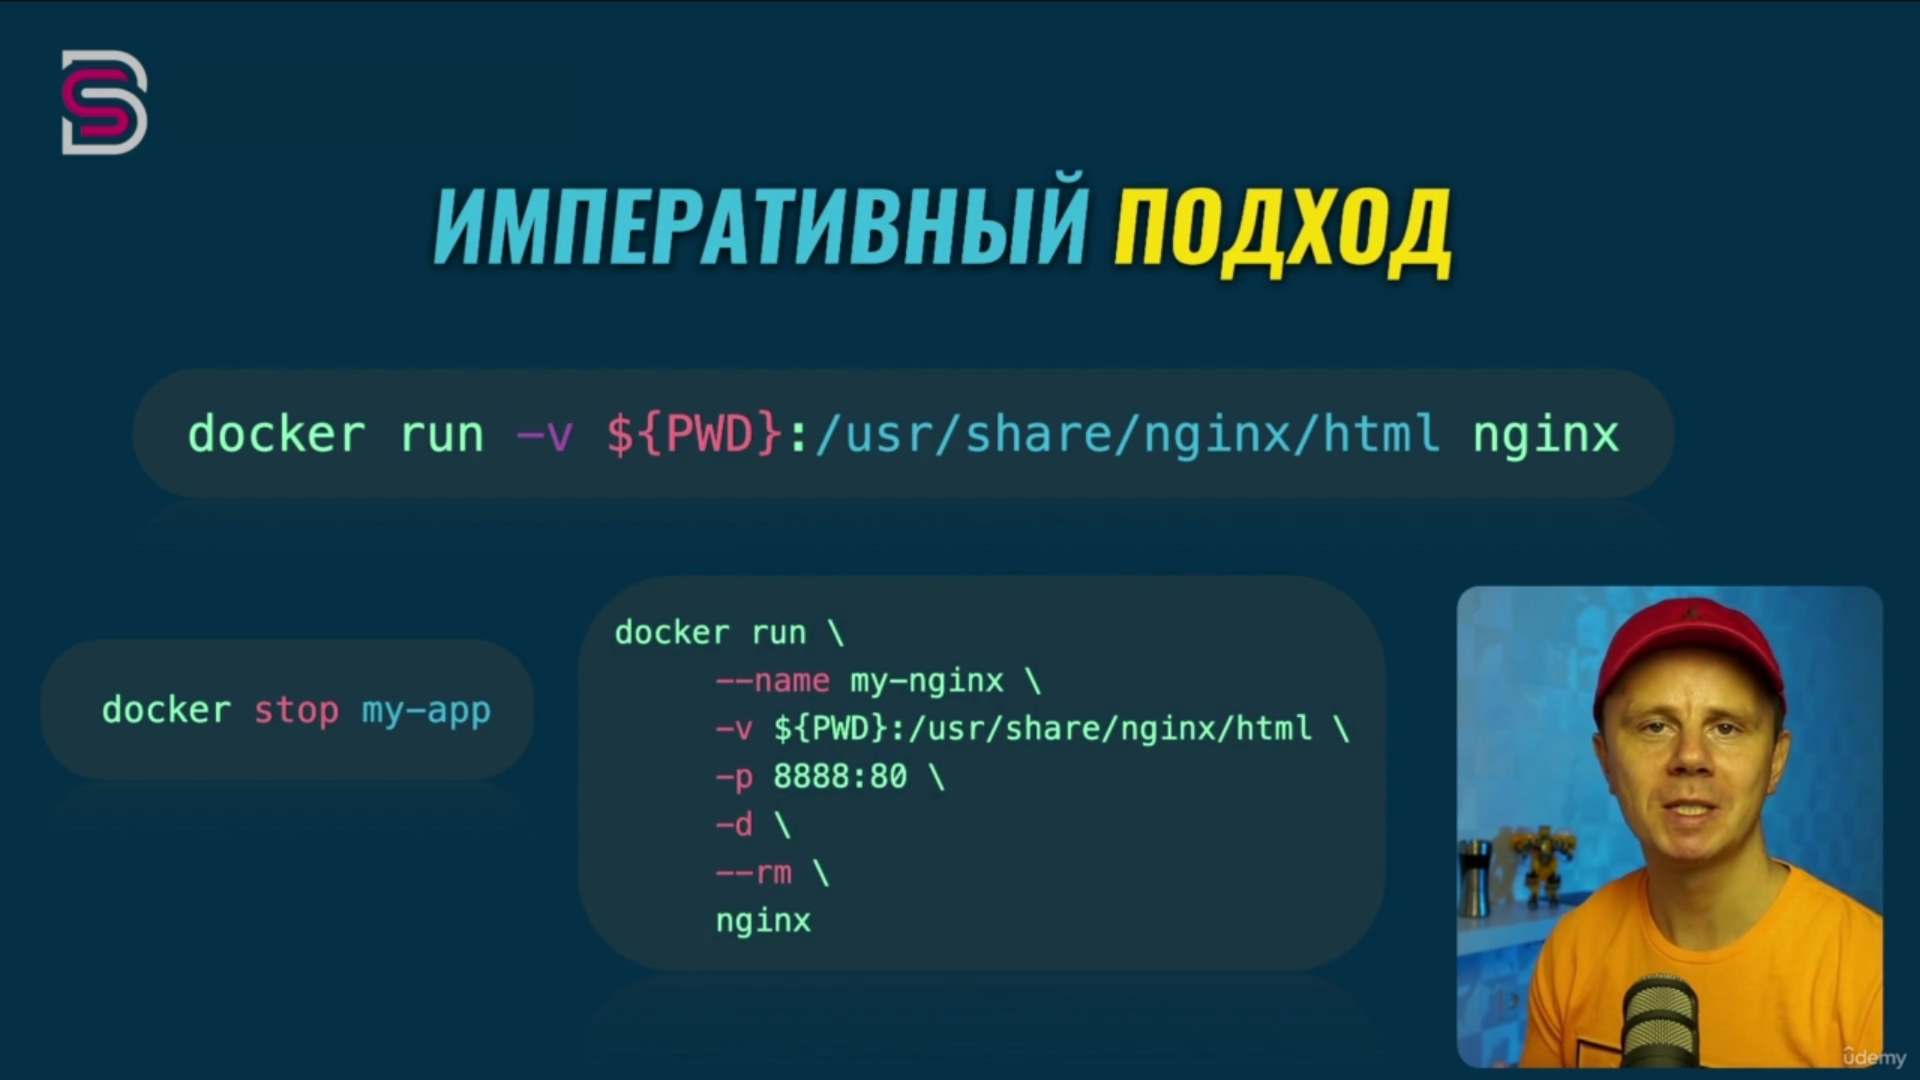 ИМПЕРАТИВНЫЙ ПОДХОД
docker run -v ${PWD}:/usr/share/nginx/html nginx
docker stop my-app
docker run \
--name my-nginx \
-v ${PWD}:/usr/share/nginx/html \
-p 8888:80 \
-d \
--rm \
nginx
ûdemy